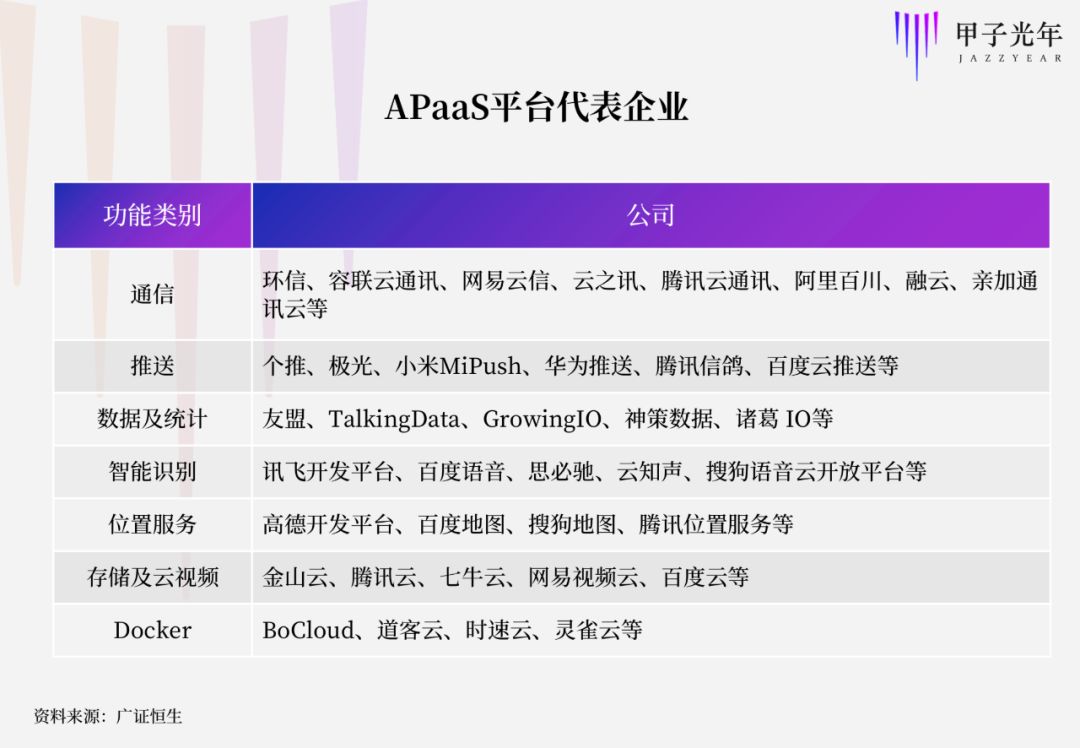 甲子光年
JAZZYEAR
APaaS平台代表企业
功能类别
公司
通信
环信、容联云通讯、网易云信、云之讯、腾讯云通讯、阿里百川、融云、亲加通
讯云等
推送
个推、极光、小米MiPush、华为推送、腾讯信鸽、百度云推送等
数据及统计
友盟、TalkingData、GrowingIO、神策数据、诸葛 IO等
智能识别
讯飞开发平台、百度语音、思必驰、云知声、搜狗语音云开放平台等
位置服务
高德开发平台、百度地图、搜狗地图、腾讯位置服务等
存储及云视频
金山云、腾讯云、七牛云、网易视频云、百度云等
Docker
BoCloud、道客云、时速云、灵雀云等
资料来源：广证恒生